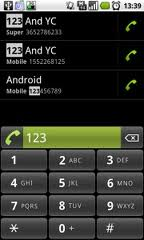 13:39
123 And YC
Super 3652786233
123 And YC
Mobile 1552268125
Android
Mobile 123456789
123
1
2 ABC
3 DEF
4 GHI
5 JKL
6 MNO
7 PQRS
8 TUV
9 WXYZ
*
0 +
#